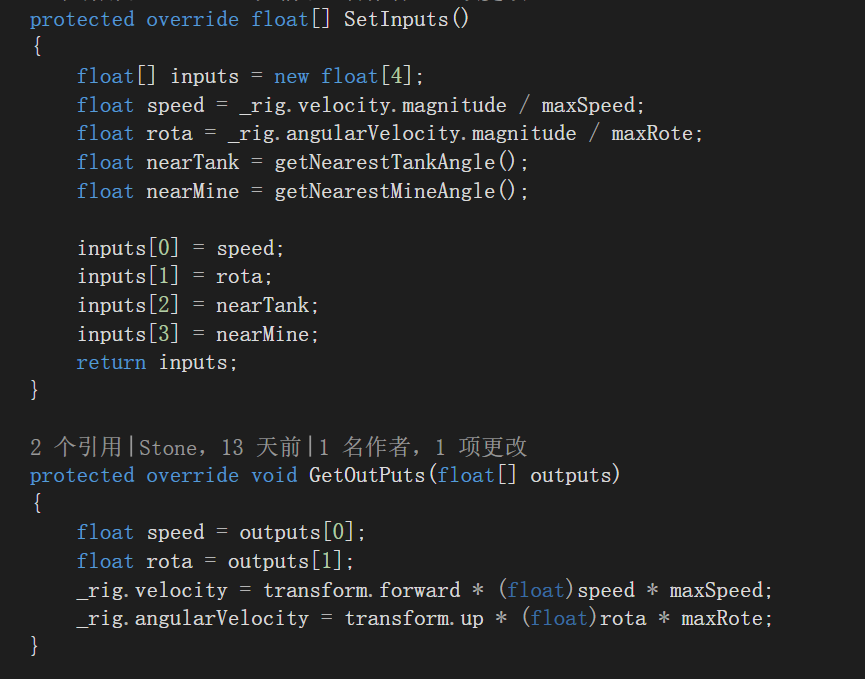 protected override float[] SetInputs()
{
float[] inputs = new float[4];
float speed = _rig.velocity.magnitude / maxSpeed;
float rota = _rig.angularVelocity.magnitude / maxRote;
float nearTank = getNearestTankAngle();
float nearMine = getNearestMineAngle();
inputs[0] = speed;
inputs[1] = rota;
inputs[2] = nearTank;
inputs[3] = nearMine;
return inputs;
}
2 个引用|Stone, 13 天前|1 名作者, 1 项更改
protected override void GetOutPuts(float[] outputs)
{
float speed = outputs[0];
float rota = outputs[1];
_rig.velocity = transform.forward * (float)speed * maxSpeed;
_rig.angularVelocity = transform.up * (float)rota * maxRote;
}